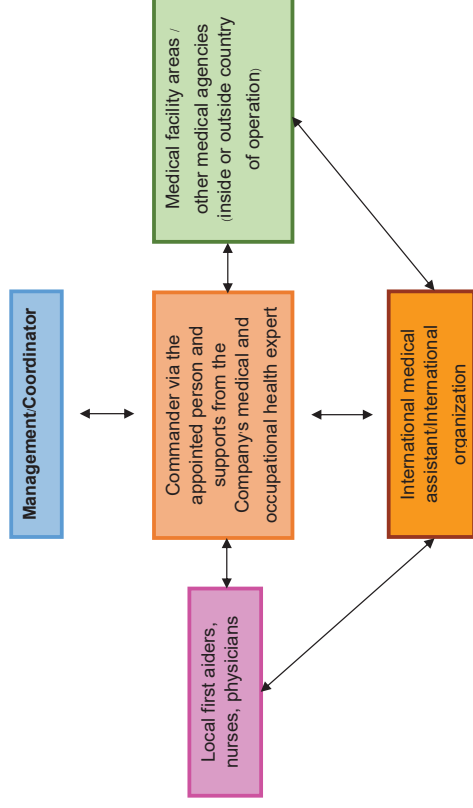 Management/Coordinator
Local first aiders,
nurses, physicians
Commander via the
appointed person and
supports from the
Company's medical and
occupational health expert
Medical facility areas /
other medical agencies
(inside or outside country
of operation)
International medical
assistant/International
organization